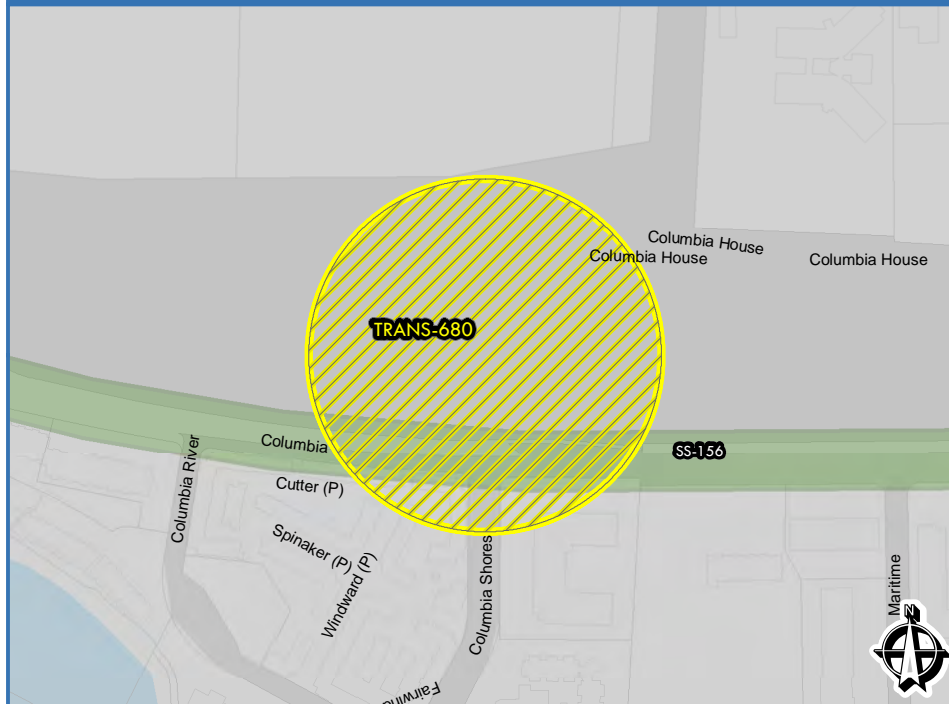 Columbia House
Columbia House
Columbia House
TRANS-680
Columbia
SS-156
Columbia River
Cutter (P)
Spinaker (P)
Windward (P)
Columbia Shores
Maritime
N